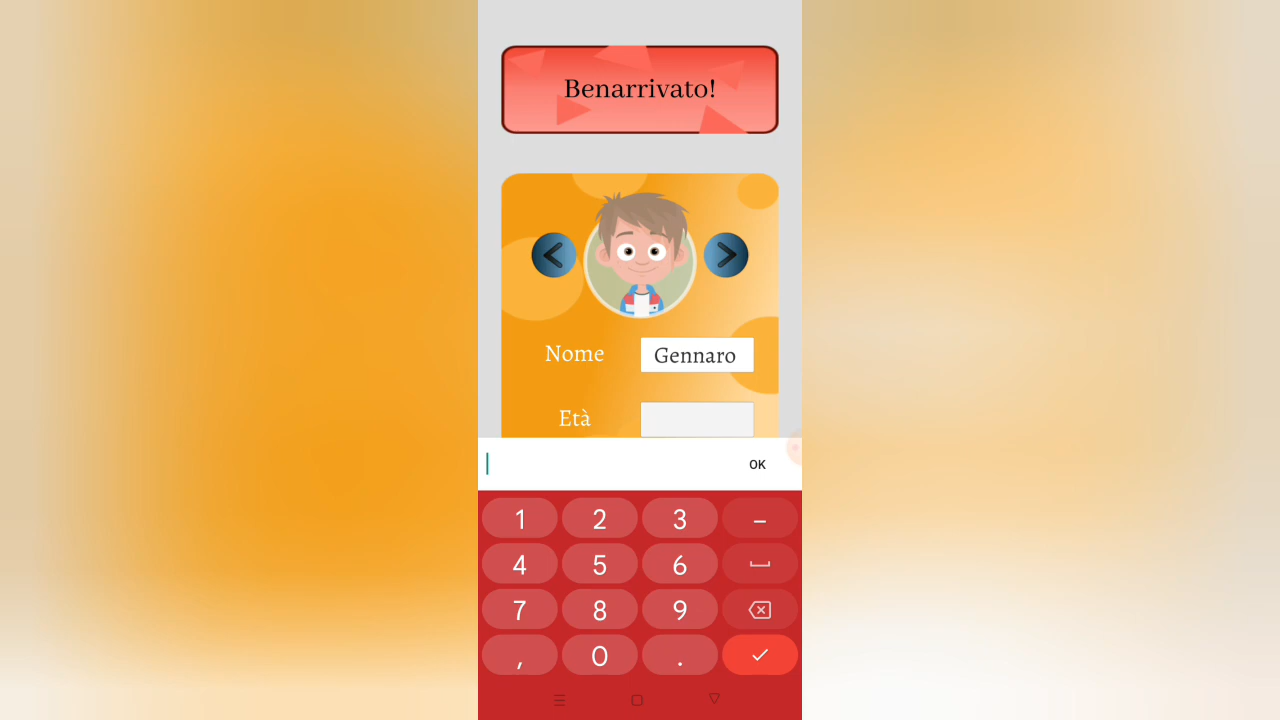 Benarrivato!
Nome
Gennaro
Età
OK
1 2 3 –
4 5 6
7 8 9
, 0 .